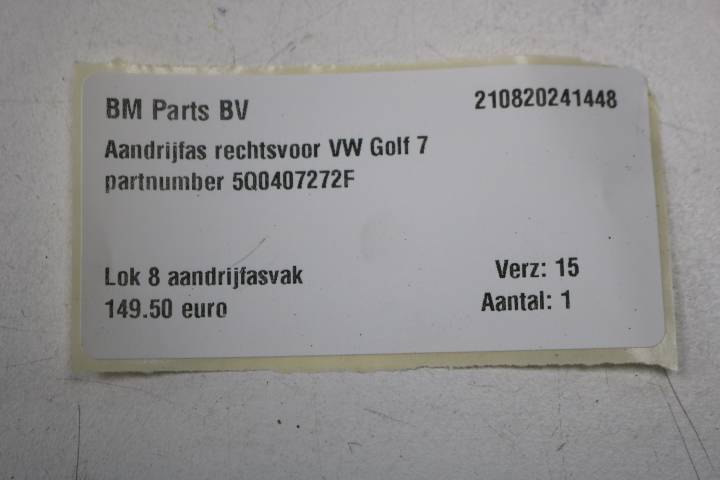 BM Parts BV 210820241448
Aandrijfas rechtsvoor VW Golf 7
partnumber 5Q0407272F
Lok 8 aandrijfasvak Verz: 15
149.50 euro Aantal: 1